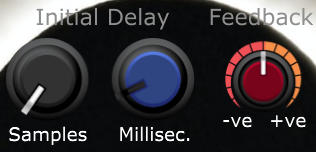 Initial Delay
Feedback
Samples
Millisec.
-ve +ve